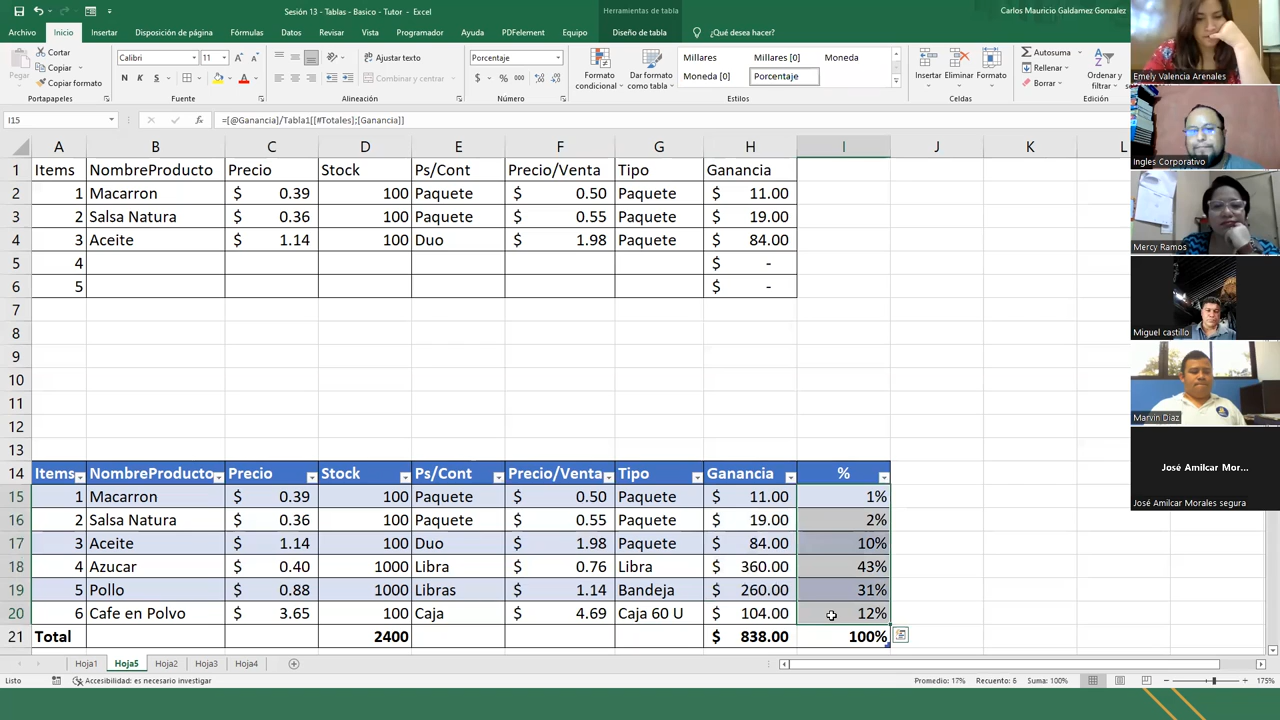 Sesión 13 - Tablas - Basico - Tutor - Excel
Herramientas de tabla
Carlos Mauricio Galdamez Gonzalez
Archivo Inicio Insertar Disposición de página Fórmulas Datos Revisar Vista Programador Ayuda PDFelement Equipo Diseño de tabla ¿Qué desea hacer?
Pegar Cortar Copiar Copiar formato
Calibri 11
N K S
Ajustar texto
Combinar y centrar
Porcentaje
$ % 000
Formato condicional
Dar formato como tabla
Millares Millares [0] Moneda
Moneda [0] Porcentaje
Insertar Eliminar Formato
Autosuma
Rellenar
Borrar
Ordenar y filtrar
Portapapeles Fuente Alineación Número Estilos Celdas Edición
I15 fx =[@Ganancia]/Tabla1[[#Totales];[Ganancia]]
A B C D E F G H I J K L
1 Items NombreProducto Precio Stock Ps/Cont Precio/Venta Tipo Ganancia
2 1 Macarron $ 0.39 100 Paquete $ 0.50 Paquete $ 11.00
3 2 Salsa Natura $ 0.36 100 Paquete $ 0.55 Paquete $ 19.00
4 3 Aceite $ 1.14 100 Duo $ 1.98 Paquete $ 84.00
5 4 $ -
6 5 $ -
7
8
9
10
11
12
13
14 Items NombreProducto Precio Stock Ps/Cont Precio/Venta Tipo Ganancia %
15 1 Macarron $ 0.39 100 Paquete $ 0.50 Paquete $ 11.00 1%
16 2 Salsa Natura $ 0.36 100 Paquete $ 0.55 Paquete $ 19.00 2%
17 3 Aceite $ 1.14 100 Duo $ 1.98 Paquete $ 84.00 10%
18 4 Azucar $ 0.40 1000 Libra $ 0.76 Libra $ 360.00 43%
19 5 Pollo $ 0.88 1000 Libras $ 1.14 Bandeja $ 260.00 31%
20 6 Cafe en Polvo $ 3.65 100 Caja $ 4.69 Caja 60 U $ 104.00 12%
21 Total 2400 $ 838.00 100%
Hoja1 Hoja5 Hoja2 Hoja3 Hoja4
Listo Accesibilidad: es necesario investigar Promedio: 17% Recuento: 6 Suma: 100% 175%
Emely Valencia Arenales
Ingles Corporativo
Mercy Ramos
Miguel castillo
Marvin Diaz
José Amilcar Mor...
José Amilcar Morales segura